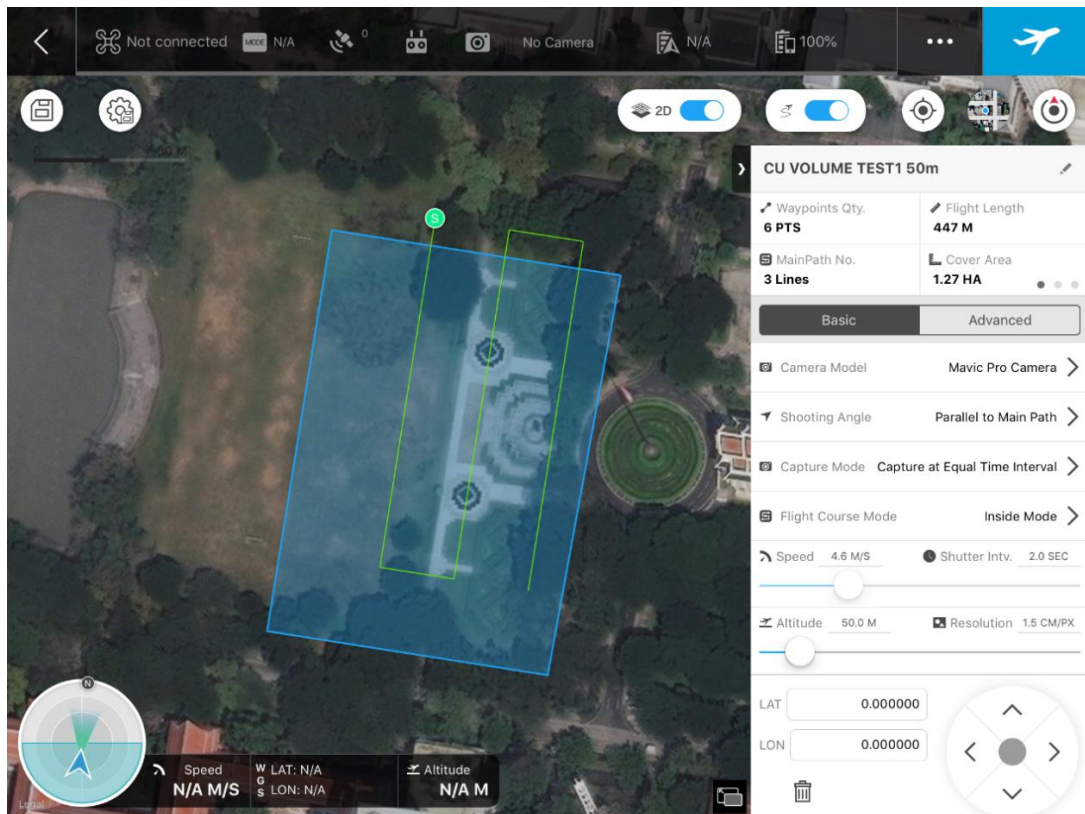 Not connected MODE N/A 0 No Camera N/A 100% •••
2D
CU VOLUME TEST1 50m
Waypoints Qty. Flight Length
6 PTS 447 M
MainPath No. Cover Area
3 Lines 1.27 HA
Basic Advanced
Camera Model Mavic Pro Camera
Shooting Angle Parallel to Main Path
Capture Mode Capture at Equal Time Interval
Flight Course Mode Inside Mode
Speed 4.6 M/S Shutter Intv. 2.0 SEC
Altitude 50.0 M Resolution 1.5 CM/PX
LAT 0.000000
LON 0.000000
S
N
Speed WGS LAT: N/A Altitude
N/A M/S LON: N/A N/A M
Legal